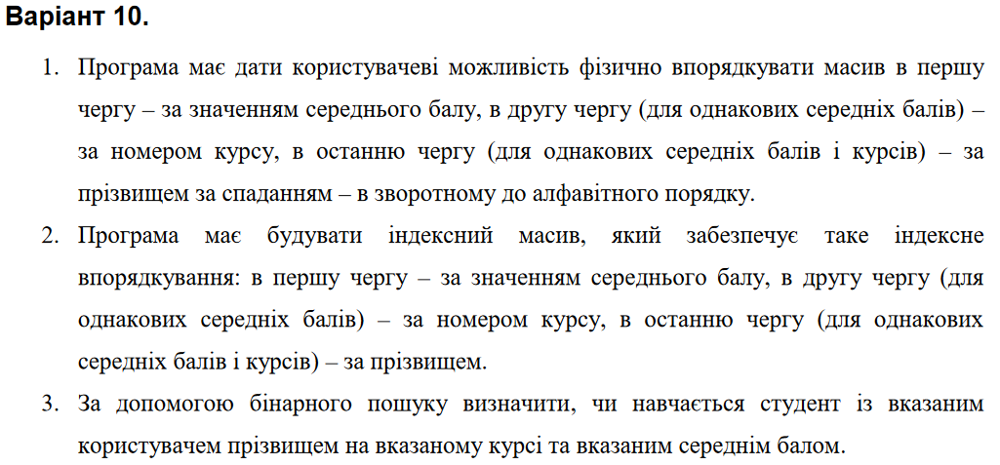 Варіант 10.
1. Програма має дати користувачеві можливість фізично впорядкувати масив в першу
чергу – за значенням середнього балу, в другу чергу (для однакових середніх балів) –
за номером курсу, в останню чергу (для однакових середніх балів і курсів) – за
прізвищем за спаданням – в зворотному до алфавітного порядку.
2. Програма має будувати індексний масив, який забезпечує таке індексне
впорядкування: в першу чергу – за значенням середнього балу, в другу чергу (для
однакових середніх балів) – за номером курсу, в останню чергу (для однакових
середніх балів і курсів) – за прізвищем.
3. За допомогою бінарного пошуку визначити, чи навчається студент із вказаним
користувачем прізвищем на вказаному курсі та вказаним середнім балом.